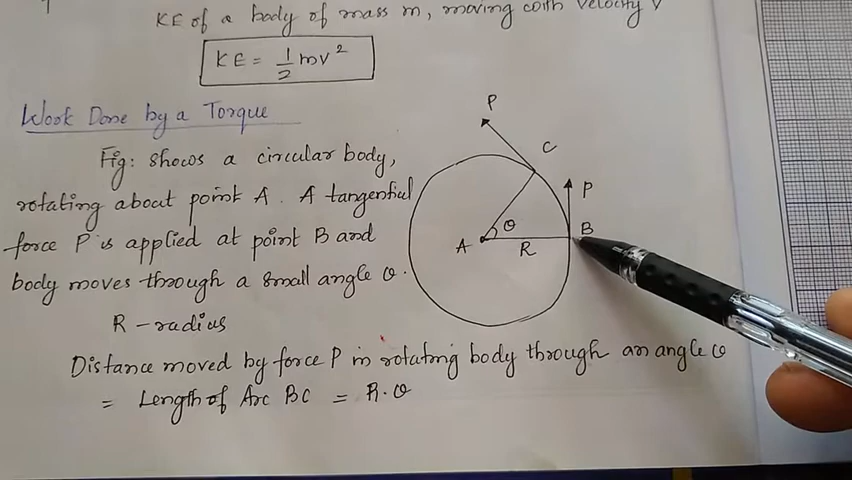 KE of a body of mass m, moving with velocity V
KE = 1/2 mv²
Work Done by a Torque
Fig: shows a circular body,
rotating about point A. A tangential
force P is applied at point B and
body moves through a small angle θ.
R - radius
Distance moved by force P in rotating body through an angle θ
= Length of Arc BC = R.θ
P
C
P
θ
A
R
B